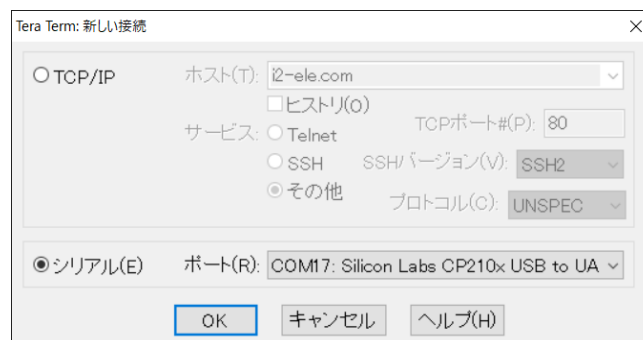 Tera Term: 新しい接続
TCP/IP
ホスト(T): i2-ele.com
ヒストリ(O)
サービス: Telnet
TCPポート#(P): 80
SSH
SSHバージョン(V): SSH2
その他
プロトコル(C): UNSPEC
シリアル(E)
ポート(R): COM17: Silicon Labs CP210x USB to UA
OK
キャンセル
ヘルプ(H)